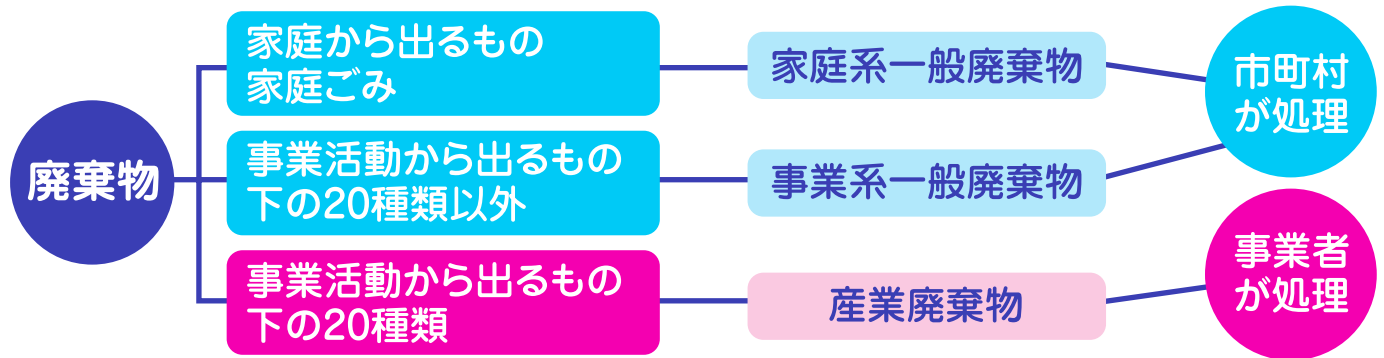 廃棄物
家庭から出るもの
家庭ごみ
家庭系一般廃棄物
事業活動から出るもの
下の20種類以外
事業系一般廃棄物
市町村
が処理
事業活動から出るもの
下の20種類
産業廃棄物
事業者
が処理